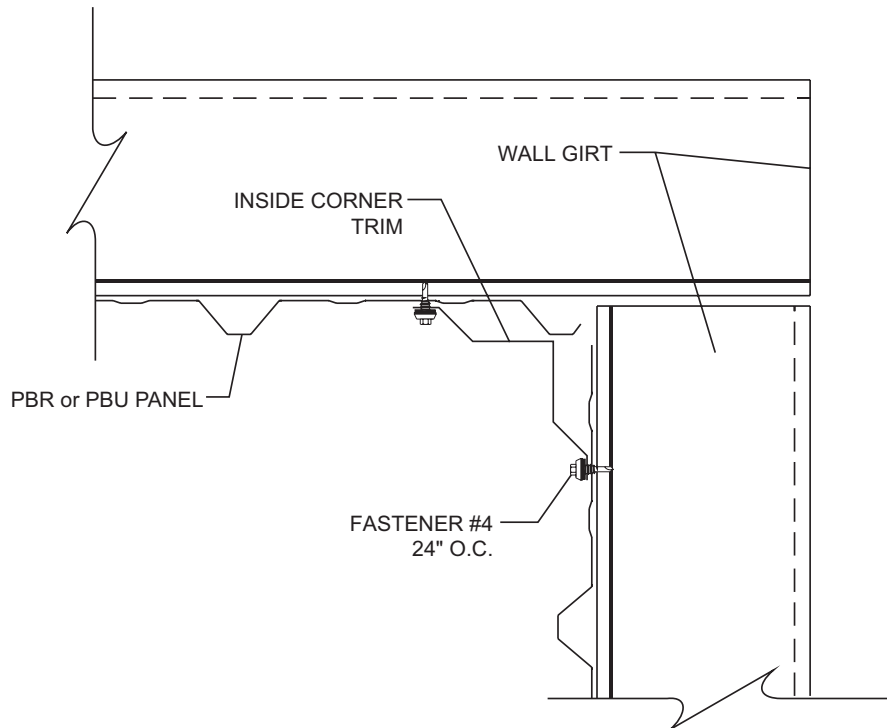 WALL GIRT
INSIDE CORNER
TRIM
PBR or PBU PANEL
FASTENER #4
24" O.C.